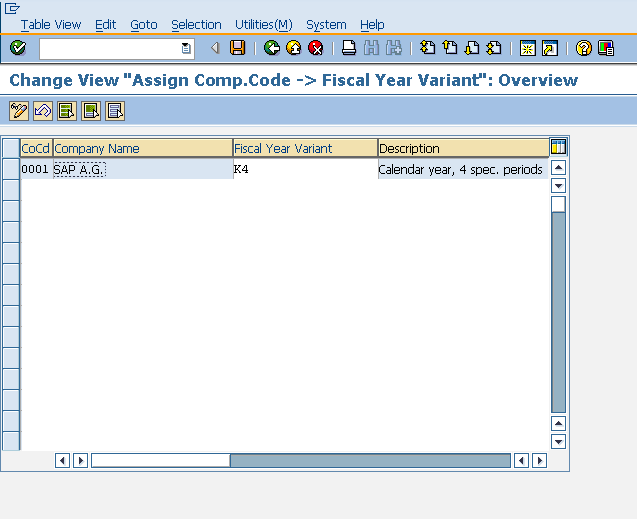 Table View Edit Goto Selection Utilities(M) System Help
Change View "Assign Comp.Code -> Fiscal Year Variant": Overview
CoCd Company Name Fiscal Year Variant Description
0001 SAP A.G. K4 Calendar year, 4 spec. periods